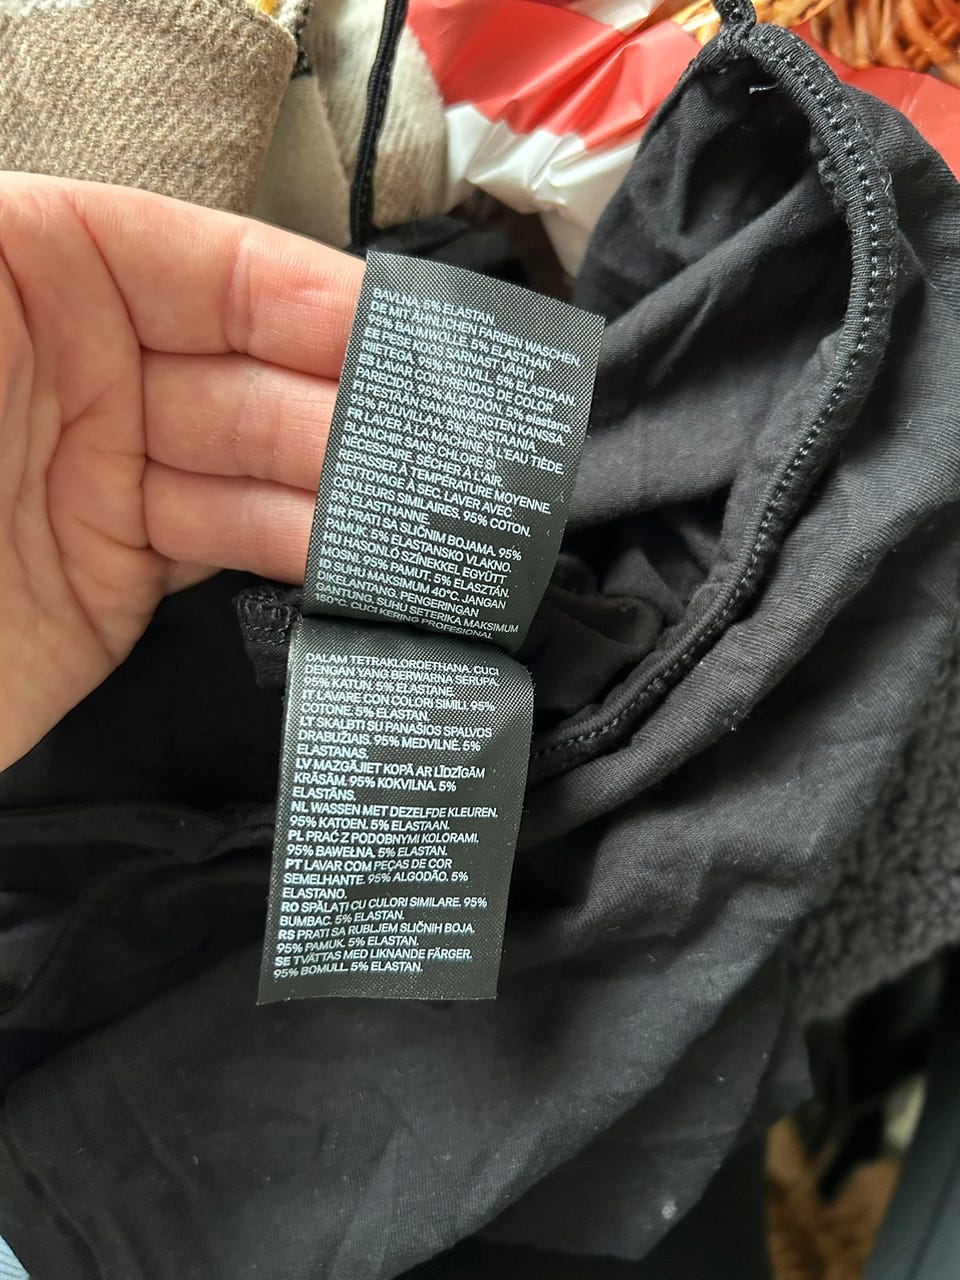 BAVLNA, 5% ELASTAN
DE MIT ÄHNLICHEN FARBEN WASCHEN
95% BAUMWOLLE. 5% ELASTHAN
EE PESE KOOS SARNAST VÄRVI
RIIETEGA. 95% PUUVILL. 5% ELASTAAN
ES LAVAR CON PRENDAS DE COLOR
PARECIDO. 95% ALGODÓN. 5% elastano.
FI PESTÄÄN SAMANVÄRISTEN KANSSA
95% PUUVILLAA. 5% ELASTAANIA
FR LAVER À LA MACHINE À L'EAU TIÈDE.
BLANCHIR SANS CHLORE SI
NÉCESSAIRE. SÉCHER À L'AIR.
REPASSER À TEMPÉRATURE MOYENNE.
NETTOYAGE À SEC. LAVER AVEC
COULEURS SIMILAIRES. 95% COTON.
5% ELASTHANNE.
HR PRATI SA SLIČNIM BOJAMA. 95%
PAMUK. 5% ELASTANSKO VLAKNO.
HU HASONLÓ SZÍNEKKEL EGYÜTT
MOSNI. 95% PAMUT. 5% ELASZTÁN.
ID SUHU MAKSIMUM 40°C. JANGAN
DIKELANTANG. PENGERINGAN
GANTUNG. SUHU SETERIKA MAKSIMUM
150°C. CUCI KERING PROFESIONAL
DALAM TETRAKLOROETHANA. CUCI
DENGAN YANG BERWARNA SERUPA.
95% KATUN. 5% ELASTANE.
IT LAVARE CON COLORI SIMILI. 95%
COTONE. 5% ELASTAN.
LT SKALBTI SU PANAŠIOS SPALVOS
DRABUŽIAIS. 95% MEDVILNĖ. 5%
ELASTANAS.
LV MAZGĀJIET KOPĀ AR LĪDZĪGĀM
KRĀSĀM. 95% KOKVILNA. 5%
ELASTĀNS.
NL WASSEN MET DEZELFDE KLEUREN.
95% KATOEN. 5% ELASTAAN.
PL PRAĆ Z PODOBNYMI KOLORAMI.
95% BAWEŁNA. 5% ELASTAN.
PT LAVAR COM PEÇAS DE COR
SEMELHANTE. 95% ALGODÃO. 5%
ELASTANO.
RO SPĂLAȚI CU CULORI SIMILARE. 95%
BUMBAC. 5% ELASTAN.
RS PRATI SA RUBLJEM SLIČNIH BOJA.
95% PAMUK. 5% ELASTAN.
SE TVÄTTAS MED LIKNANDE FÄRGER.
95% BOMULL. 5% ELASTAN.